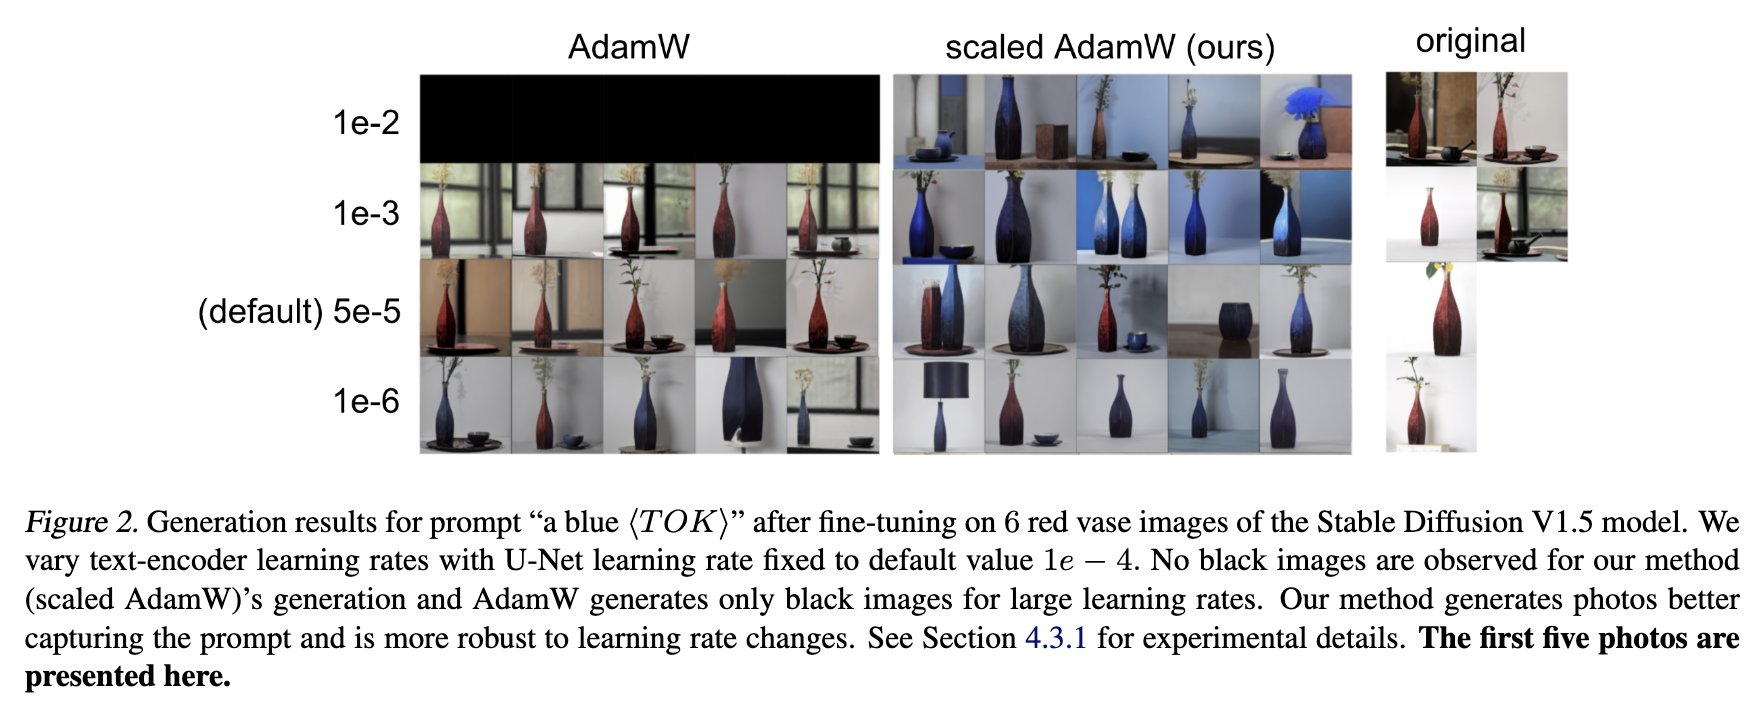 AdamW
scaled AdamW (ours)
original
1e-2
1e-3
(default) 5e-5
1e-6
Figure 2. Generation results for prompt “a blue ⟨TOK⟩” after fine-tuning on 6 red vase images of the Stable Diffusion V1.5 model. We
vary text-encoder learning rates with U-Net learning rate fixed to default value 1e − 4. No black images are observed for our method
(scaled AdamW)’s generation and AdamW generates only black images for large learning rates. Our method generates photos better
capturing the prompt and is more robust to learning rate changes. See Section 4.3.1 for experimental details. The first five photos are
presented here.